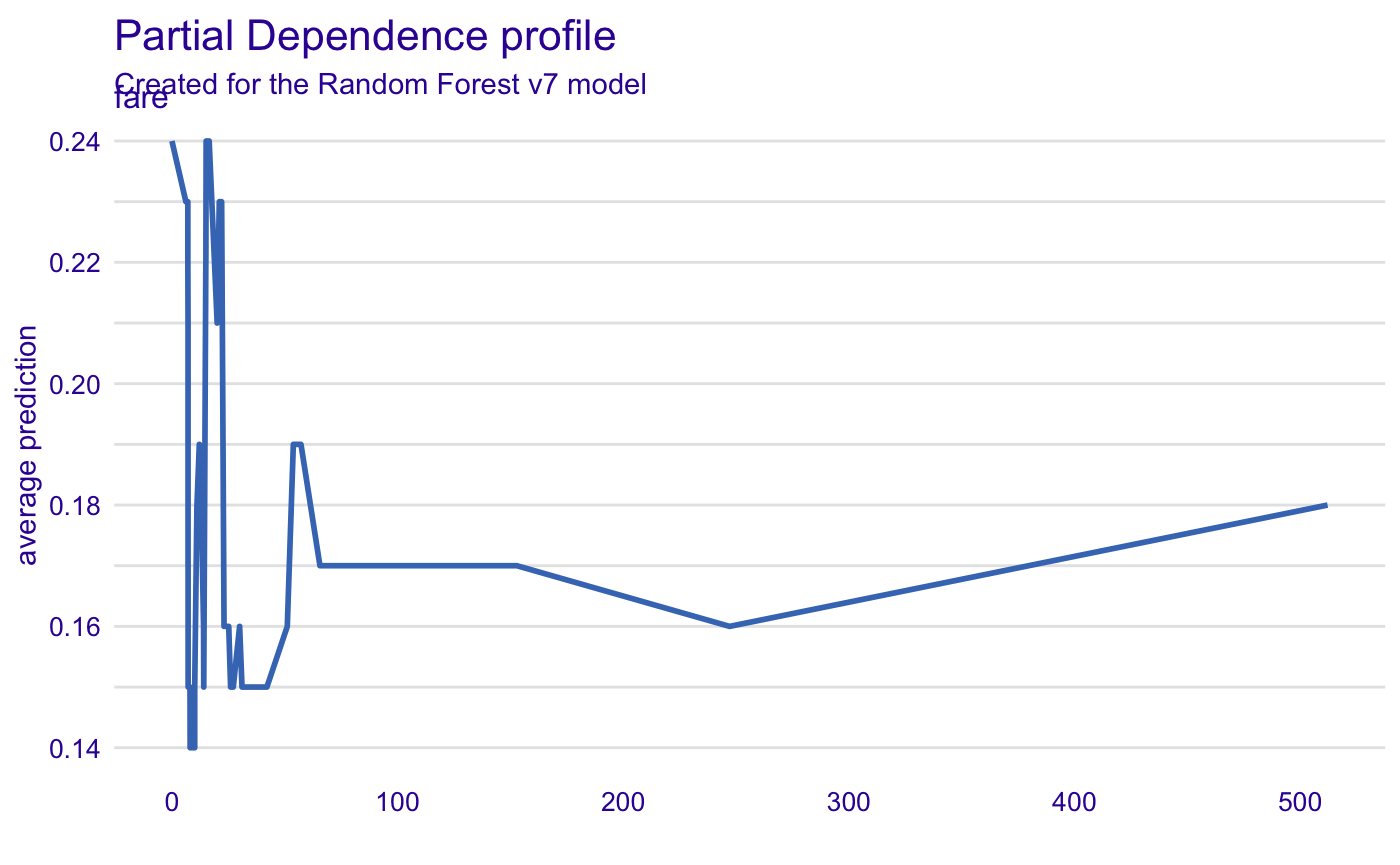 Partial Dependence profile
Created for the Random Forest v7 model
fare
average prediction
0.24
0.22
0.20
0.18
0.16
0.14
0 100 200 300 400 500